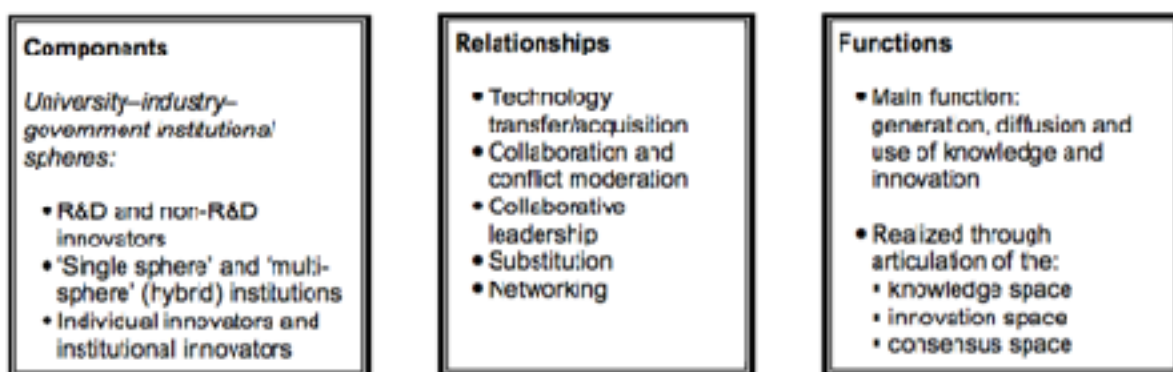 Components
University–industry–
government institutional
spheres:
• R&D and non-R&D
innovators
• 'Single sphere' and 'multi-
sphere' (hybrid) institutions
• Individual innovators and
institutional innovators
Relationships
• Technology
transfer/acquisition
• Collaboration and
conflict moderation
• Collaborative
leadership
• Substitution
• Networking
Functions
• Main function:
generation, diffusion and
use of knowledge and
innovation
• Realized through
articulation of the:
• knowledge space
• innovation space
• consensus space